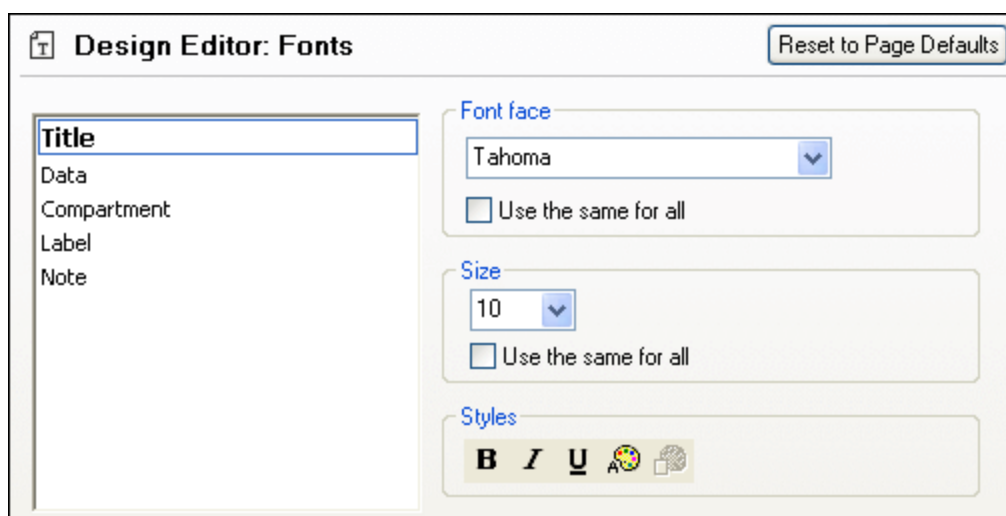 Design Editor: Fonts
Reset to Page Defaults
Title
Data
Compartment
Label
Note
Font face
Tahoma
Use the same for all
Size
10
Use the same for all
Styles
B I U A